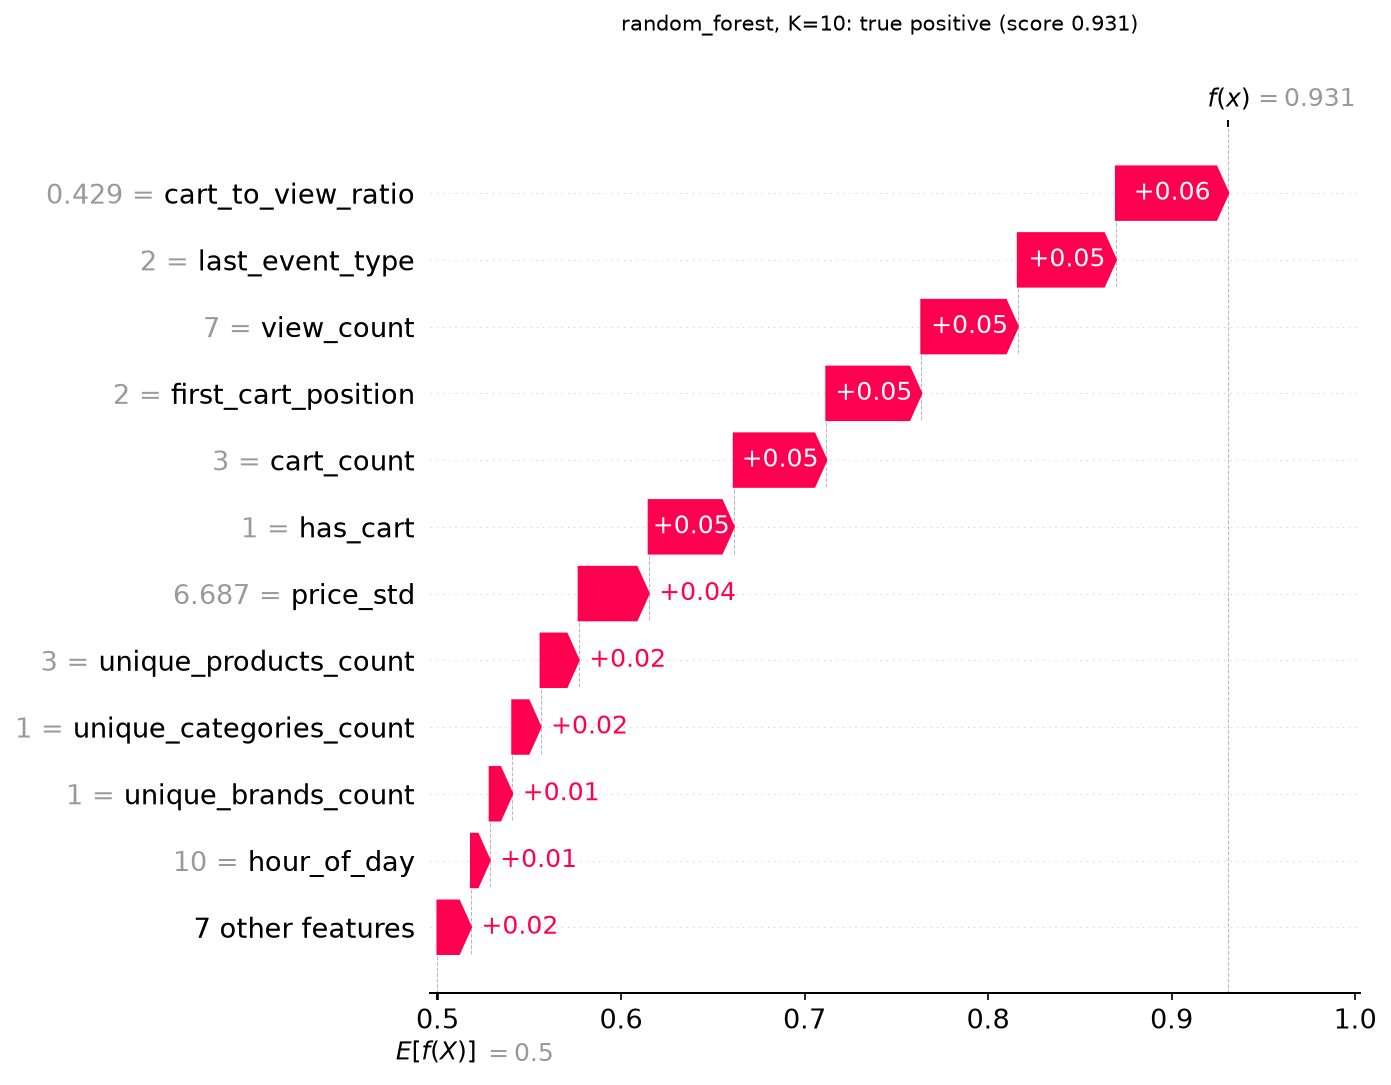 random_forest, K=10: true positive (score 0.931)
f(x) = 0.931
0.429 = cart_to_view_ratio +0.06
2 = last_event_type +0.05
7 = view_count +0.05
2 = first_cart_position +0.05
3 = cart_count +0.05
1 = has_cart +0.05
6.687 = price_std +0.04
3 = unique_products_count +0.02
1 = unique_categories_count +0.02
1 = unique_brands_count +0.01
10 = hour_of_day +0.01
7 other features +0.02
0.5 0.6 0.7 0.8 0.9 1.0
E[f(X)] = 0.5